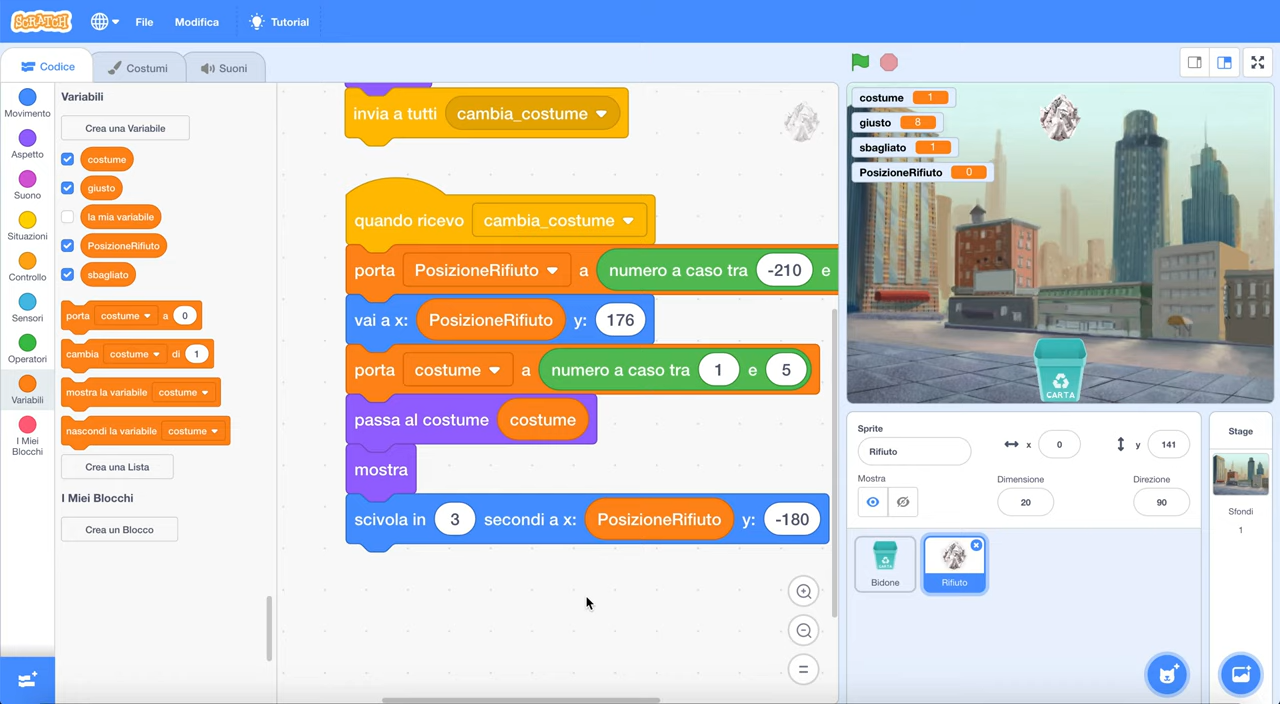 SCRATCH
File
Modifica
Tutorial
Codice
Costumi
Suoni
Movimento
Aspetto
Suono
Situazioni
Controllo
Sensori
Operatori
Variabili
I Miei
Blocchi
Variabili
Crea una Variabile
costume
giusto
la mia variabile
PosizioneRifiuto
sbagliato
porta costume a 0
cambia costume di 1
mostra la variabile costume
nascondi la variabile costume
Crea una Lista
I Miei Blocchi
Crea un Blocco
invia a tutti cambia_costume
quando ricevo cambia_costume
porta PosizioneRifiuto a numero a caso tra -210 e
vai a x: PosizioneRifiuto y: 176
porta costume a numero a caso tra 1 e 5
passa al costume costume
mostra
scivola in 3 secondi a x: PosizioneRifiuto y: -180
costume 1
giusto 8
sbagliato 1
PosizioneRifiuto 0
CARTA
Sprite
Rifiuto
x 0
y 141
Mostra
Dimensione
20
Direzione
90
Bidone
Rifiuto
Stage
Sfondi
1